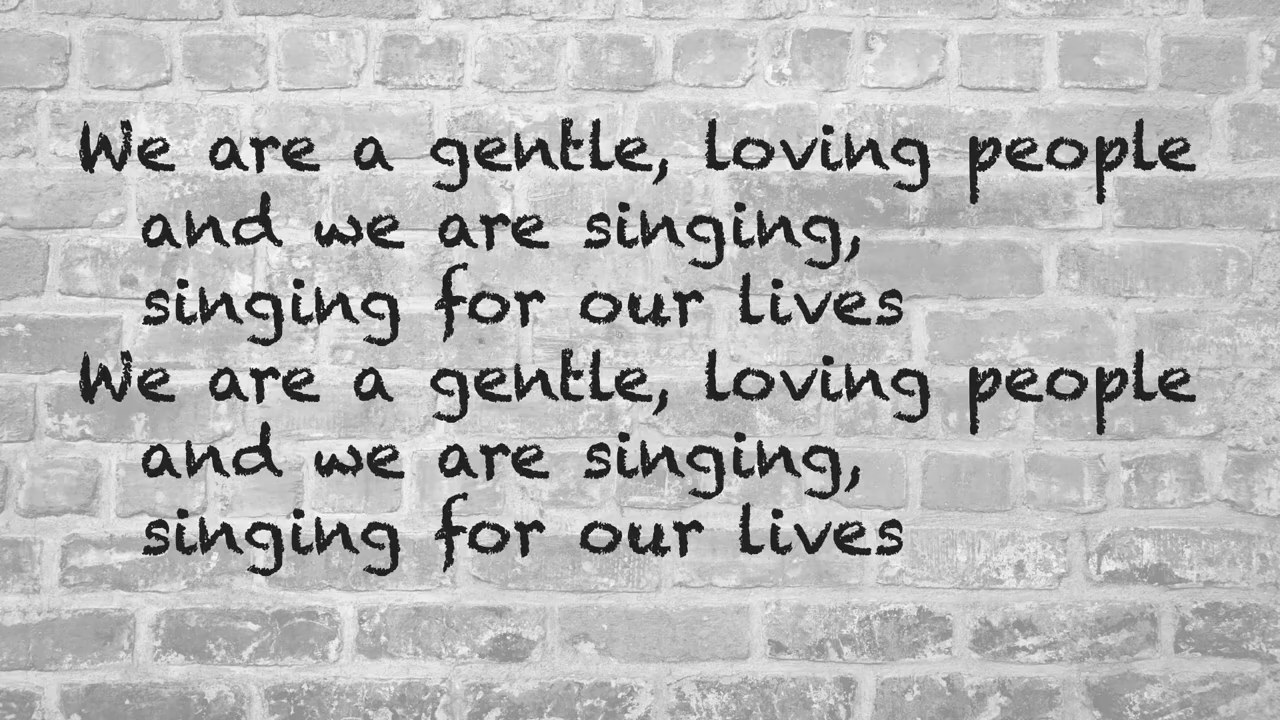 We are a gentle, loving people
and we are singing,
singing for our lives
We are a gentle, loving people
and we are singing,
singing for our lives